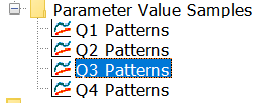 Parameter Value Samples
Q1 Patterns
Q2 Patterns
Q3 Patterns
Q4 Patterns